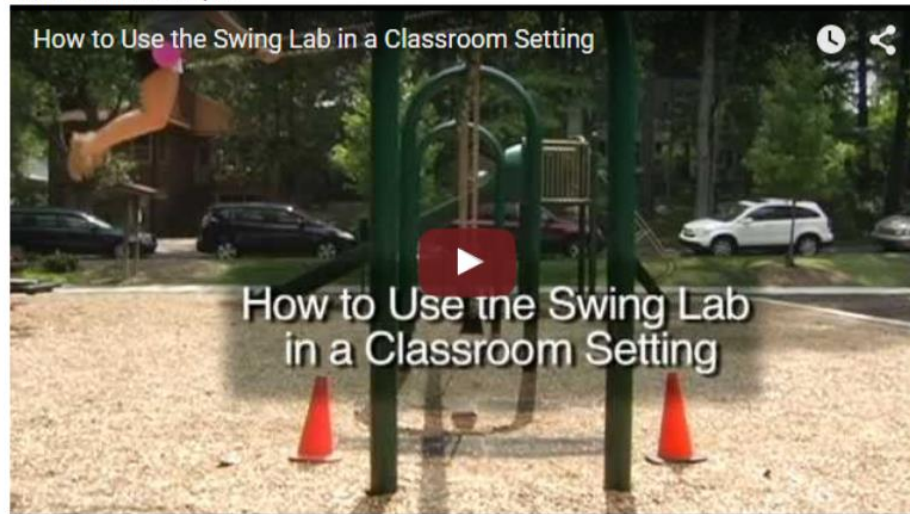 How to Use the Swing Lab in a Classroom Setting
How to Use the Swing Lab
in a Classroom Setting